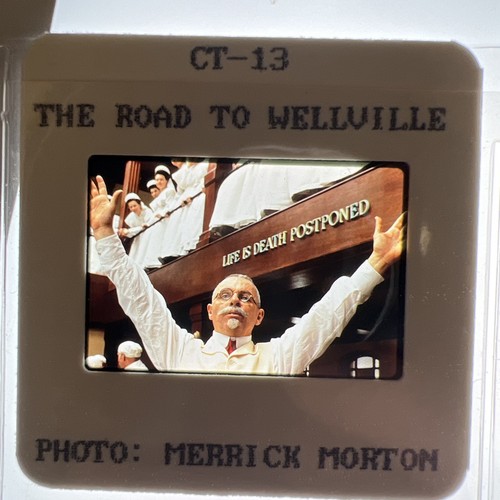 CT-13
THE ROAD TO WELLVILLE
LIFE IS DEATH POSTPONED
PHOTO: MERRICK MORTON